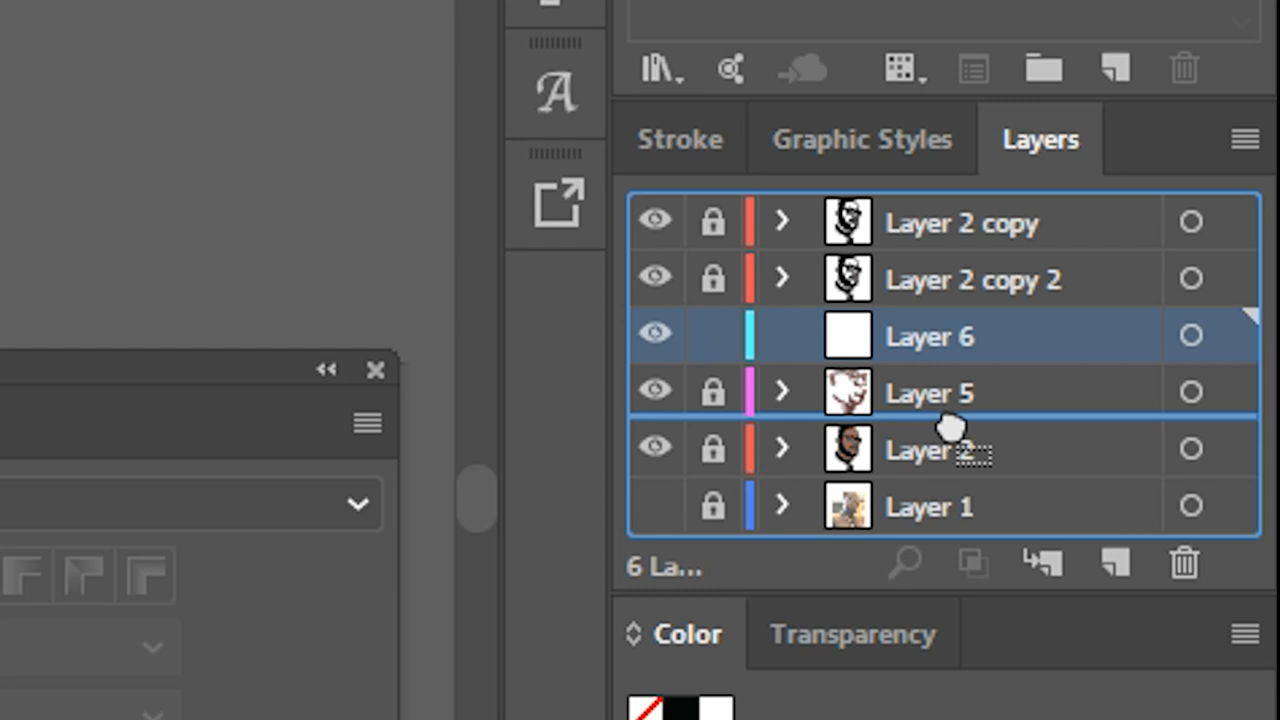 A
Stroke Graphic Styles Layers
Layer 2 copy
Layer 2 copy 2
Layer 6
Layer 5
Layer 2
Layer 1
6 La...
Color Transparency